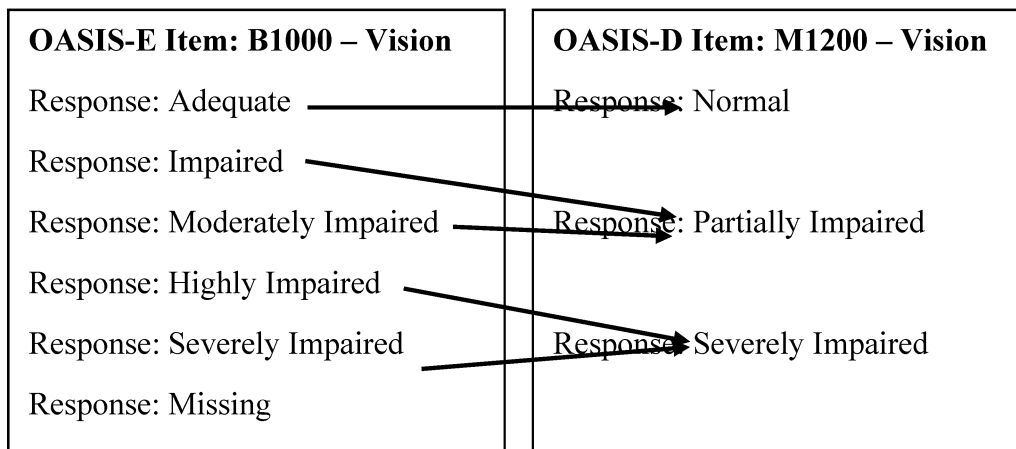 OASIS-E Item: B1000 – Vision
Response: Adequate
Response: Impaired
Response: Moderately Impaired
Response: Highly Impaired
Response: Severely Impaired
Response: Missing
OASIS-D Item: M1200 – Vision
Response: Normal
Response: Partially Impaired
Response: Severely Impaired